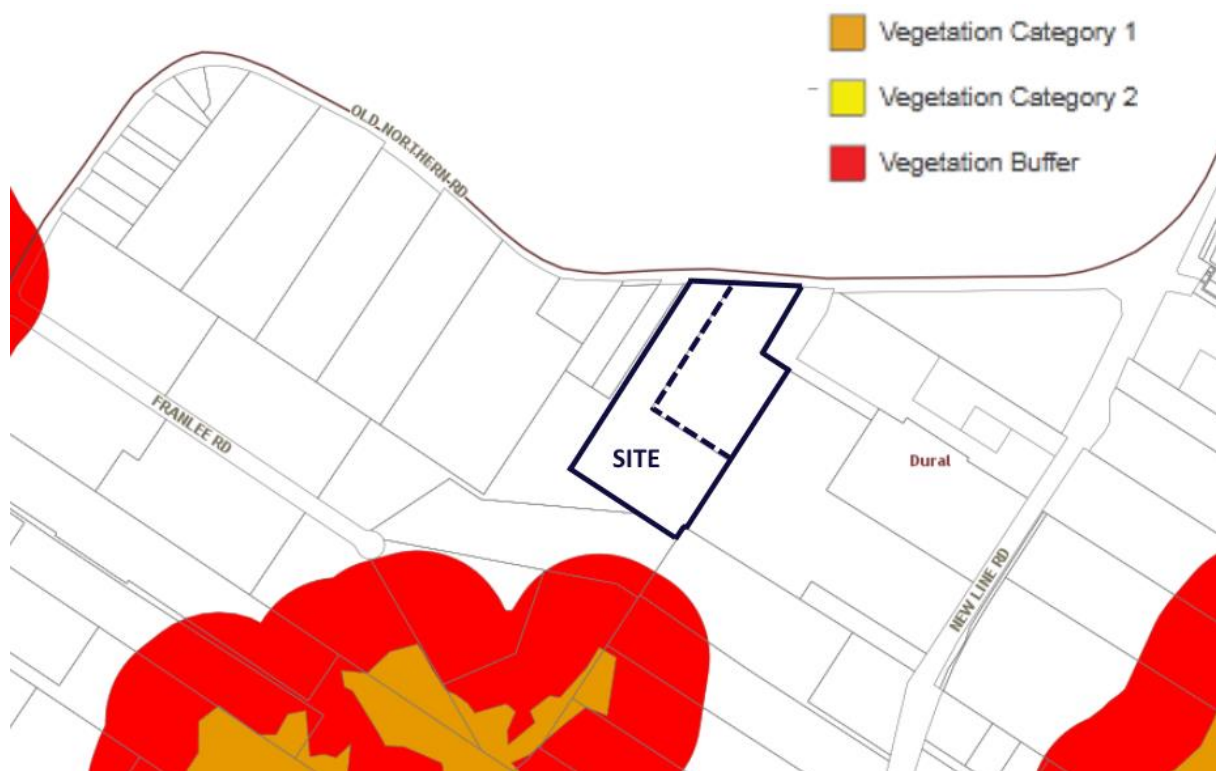 Vegetation Category 1
Vegetation Category 2
Vegetation Buffer
OLD NORTHERN RD
FRANLEE RD
SITE
Dural
NEW LINE RD